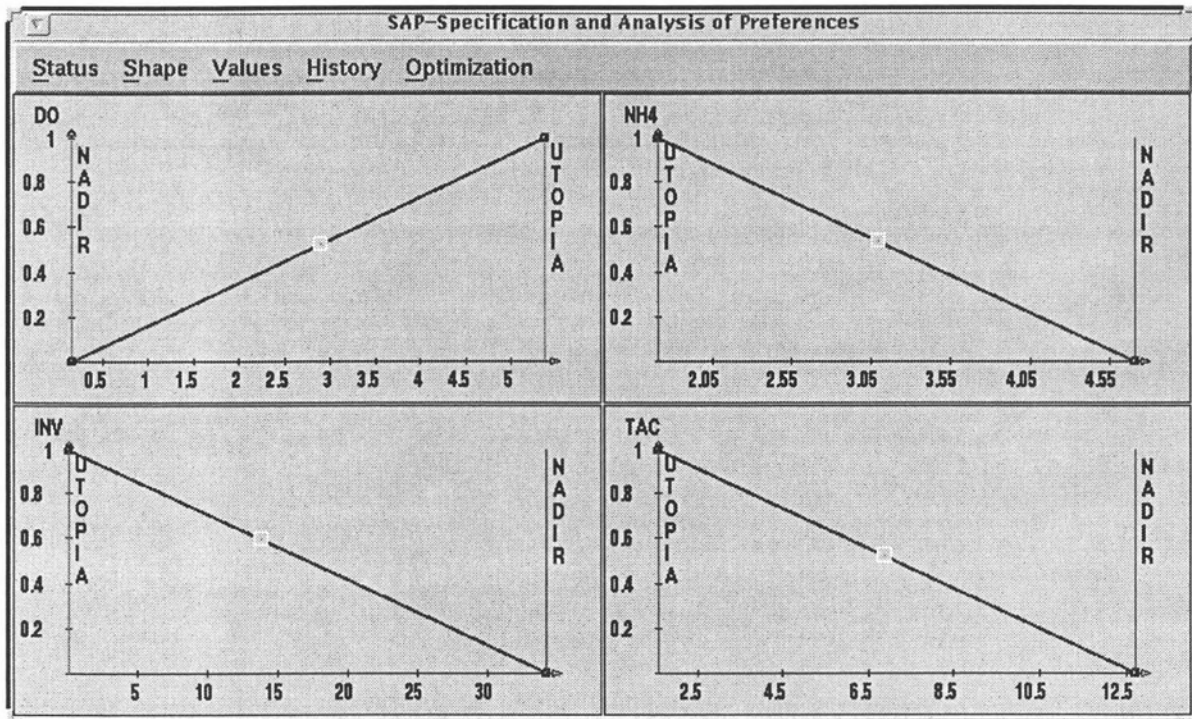 SAP-Specification and Analysis of Preferences
Status Shape Values History Optimization
DO
1
0.8
0.6
0.4
0.2
NADIR
UTOPIA
0.5 1 1.5 2 2.5 3 3.5 4 4.5 5
NH4
1
0.8
0.6
0.4
0.2
UTOPIA
NADIR
2.05 2.55 3.05 3.55 4.05 4.55
INV
1
0.8
0.6
0.4
0.2
UTOPIA
NADIR
5 10 15 20 25 30
TAC
1
0.8
0.6
0.4
0.2
UTOPIA
NADIR
2.5 4.5 6.5 8.5 10.5 12.5